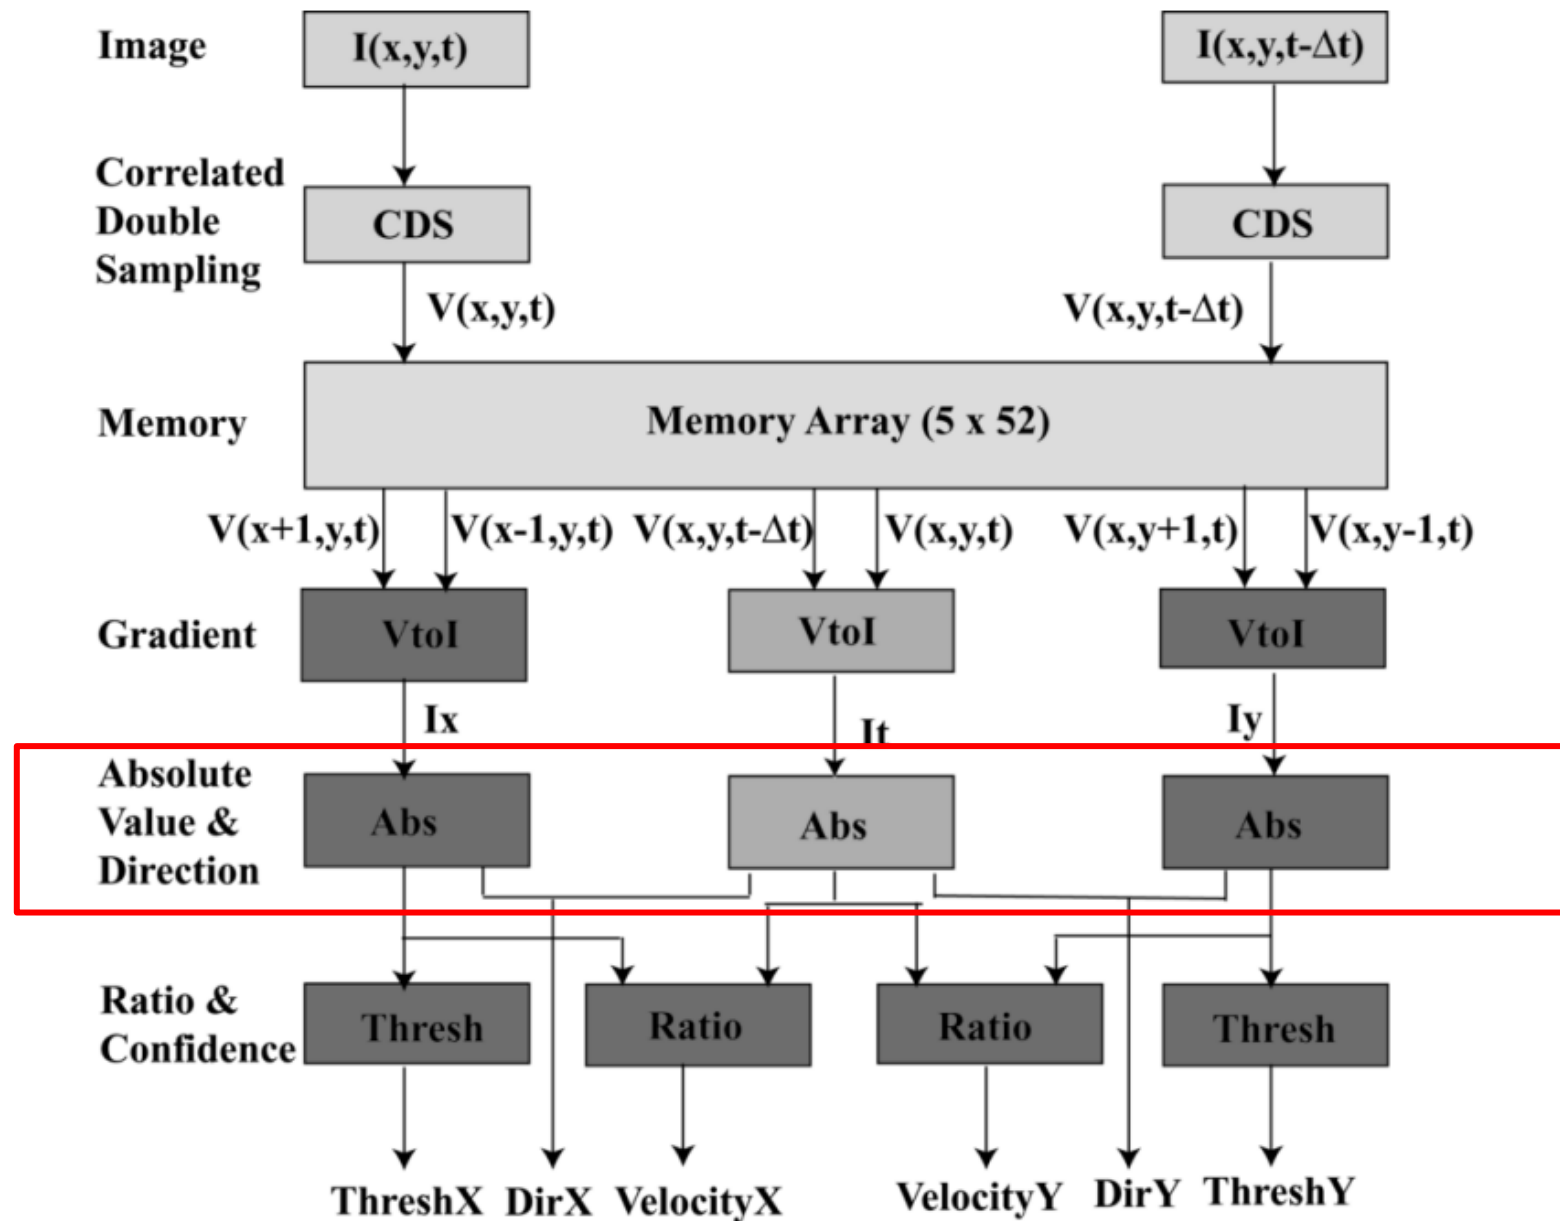 Image
I(x,y,t)
I(x,y,t-Δt)
Correlated
Double
Sampling
CDS
CDS
V(x,y,t)
V(x,y,t-Δt)
Memory
Memory Array (5 x 52)
V(x+1,y,t)
V(x-1,y,t)
V(x,y,t-Δt)
V(x,y,t)
V(x,y+1,t)
V(x,y-1,t)
Gradient
VtoI
VtoI
VtoI
Ix
It
Iy
Absolute
Value &
Direction
Abs
Abs
Abs
Ratio &
Confidence
Thresh
Ratio
Ratio
Thresh
ThreshX
DirX
VelocityX
VelocityY
DirY
ThreshY